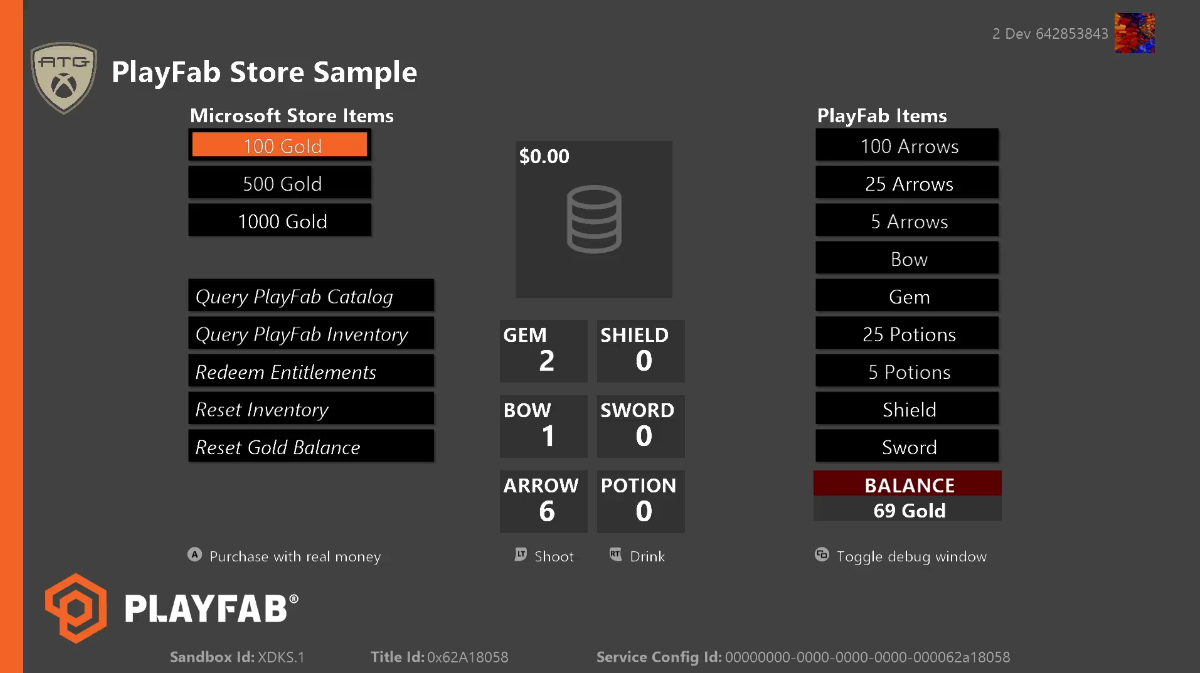 2 Dev 642853843
ATG
PlayFab Store Sample
Microsoft Store Items
100 Gold
500 Gold
1000 Gold
Query PlayFab Catalog
Query PlayFab Inventory
Redeem Entitlements
Reset Inventory
Reset Gold Balance
$0.00
GEM
2
SHIELD
0
BOW
1
SWORD
0
ARROW
6
POTION
0
PlayFab Items
100 Arrows
25 Arrows
5 Arrows
Bow
Gem
25 Potions
5 Potions
Shield
Sword
BALANCE
69 Gold
A Purchase with real money
LT Shoot
RT Drink
Toggle debug window
PLAYFAB®
Sandbox Id: XDKS.1
Title Id: 0x62A18058
Service Config Id: 00000000-0000-0000-0000-000062a18058